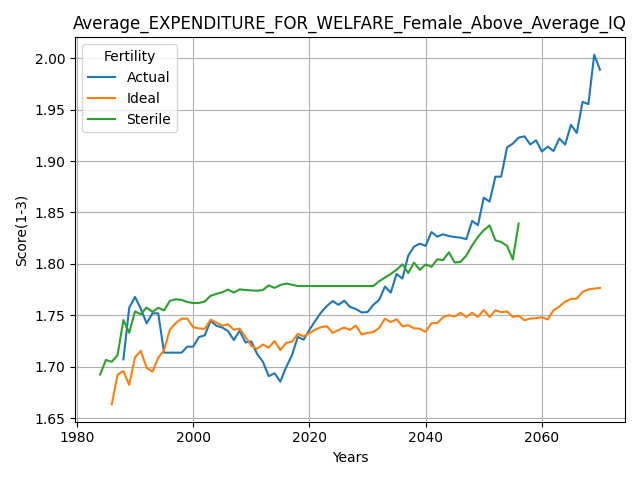 Average_EXPENDITURE_FOR_WELFARE_Female_Above_Average_IQ
Fertility
Actual
Ideal
Sterile
Score(1-3)
2.00
1.95
1.90
1.85
1.80
1.75
1.70
1.65
1980 2000 2020 2040 2060
Years